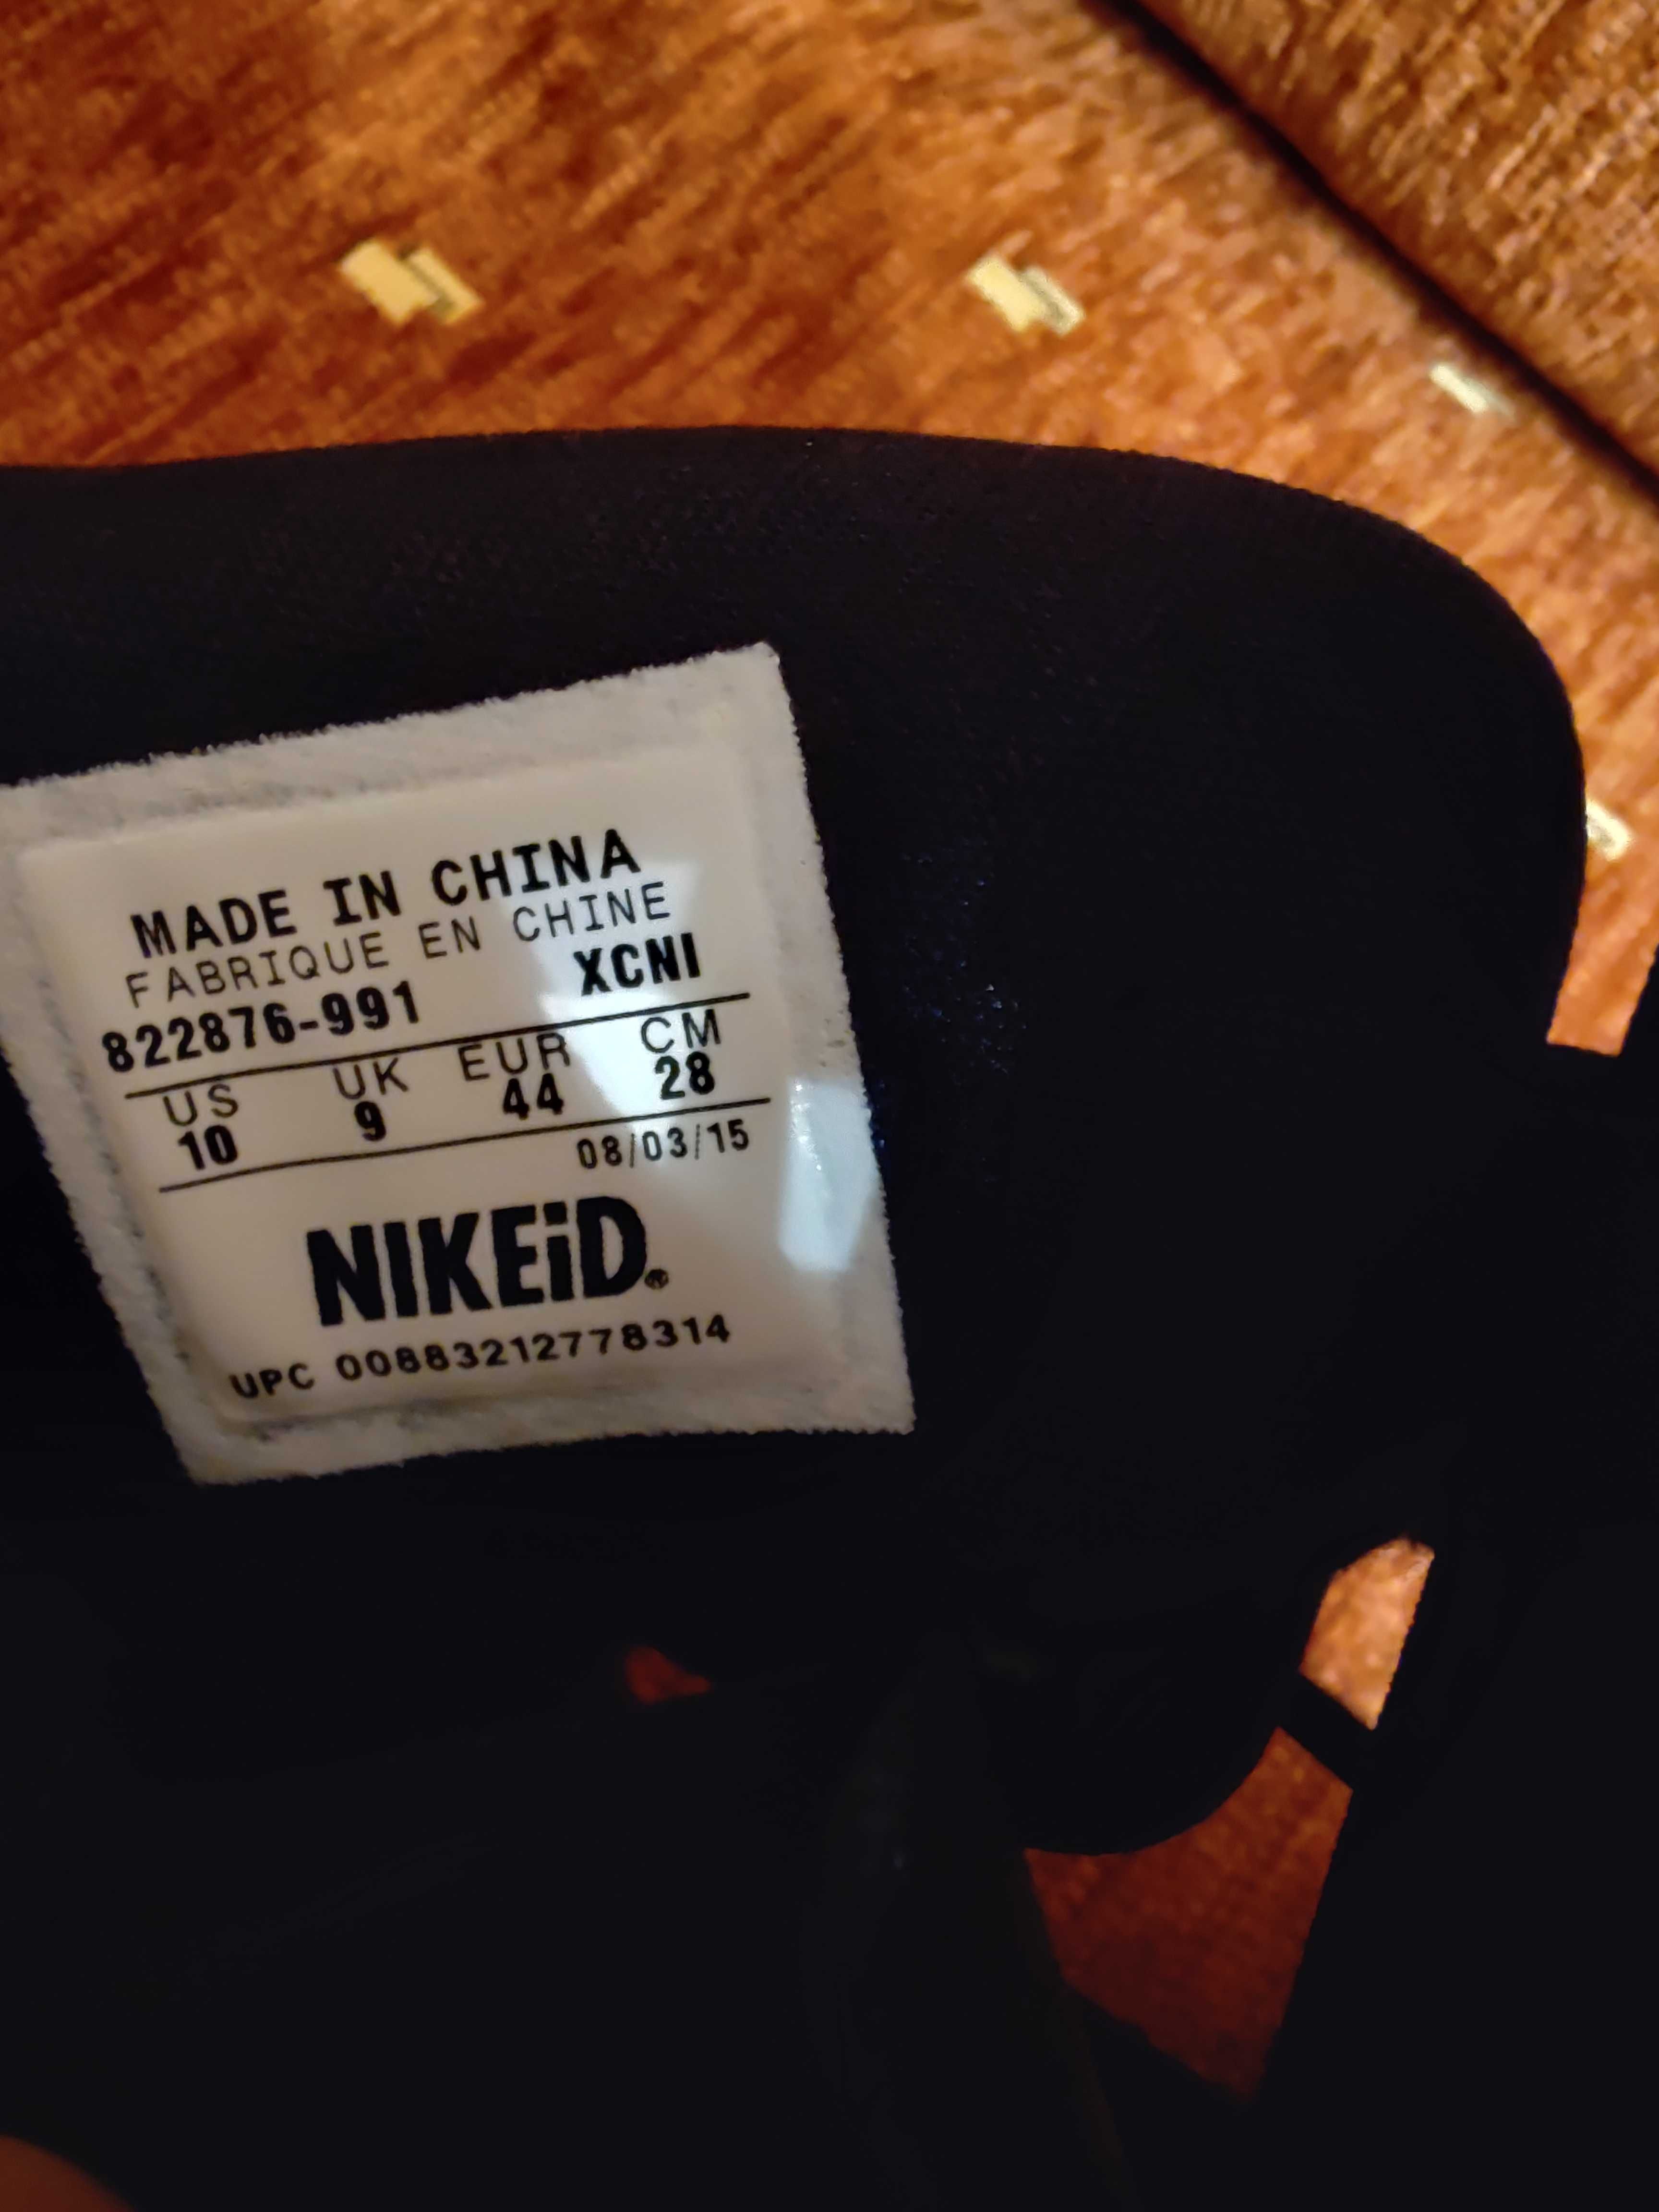 MADE IN CHINA
FABRIQUE EN CHINE
822876-991 XCNI
US UK EUR CM
10 9 44 28
08/03/15
NIKEiD®
UPC 00883212778314